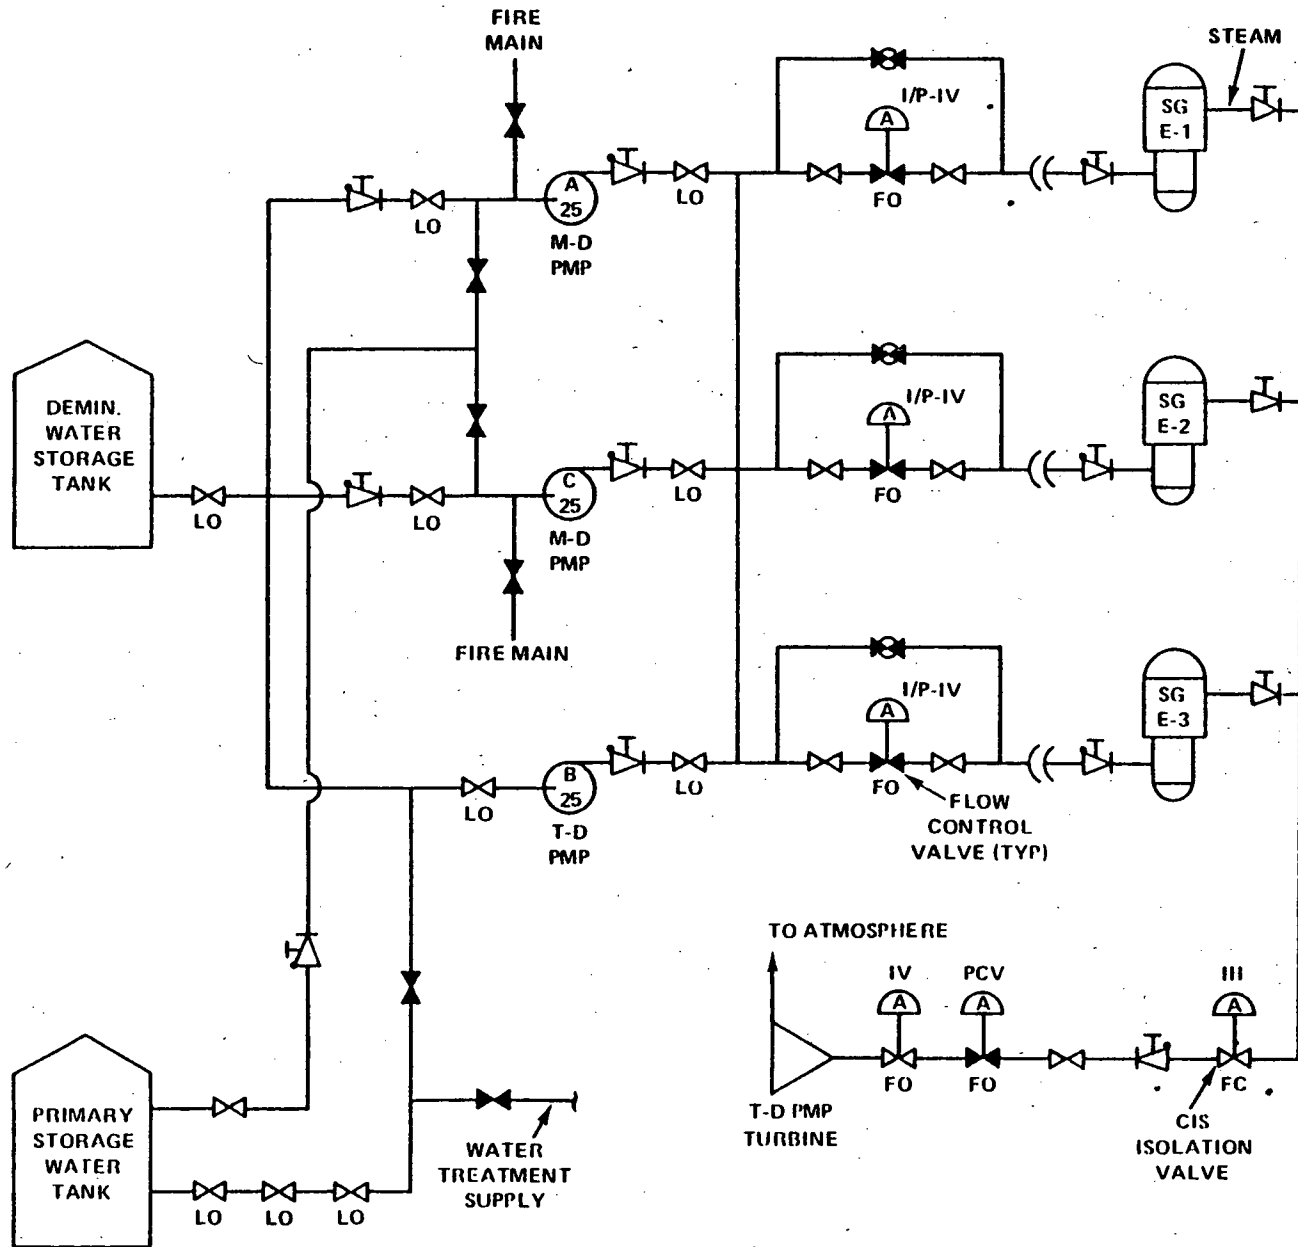 FIRE
MAIN
STEAM
I/P-IV
A
SG
E-1
A
25
LO
LO
FO
M-D
PMP
I/P-IV
A
SG
E-2
DEMIN.
WATER
STORAGE
TANK
C
25
LO
LO
LO
FO
M-D
PMP
FIRE MAIN
I/P-IV
A
SG
E-3
B
25
LO
LO
FO
T-D
PMP
FLOW
CONTROL
VALVE (TYP)
TO ATMOSPHERE
IV
PCV
III
A
A
A
FO
FO
FC
T-D PMP
TURBINE
CIS
ISOLATION
VALVE
PRIMARY
STORAGE
WATER
TANK
WATER
TREATMENT
SUPPLY
LO
LO
LO